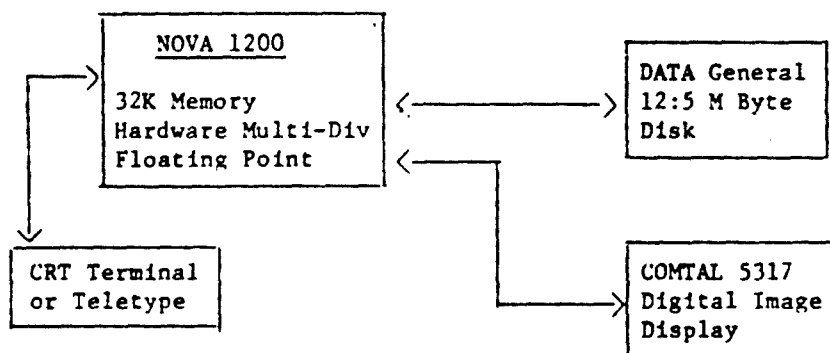 NOVA 1200
32K Memory
Hardware Multi-Div
Floating Point
DATA General
12:5 M Byte
Disk
CRT Terminal
or Teletype
COMTAL 5317
Digital Image
Display